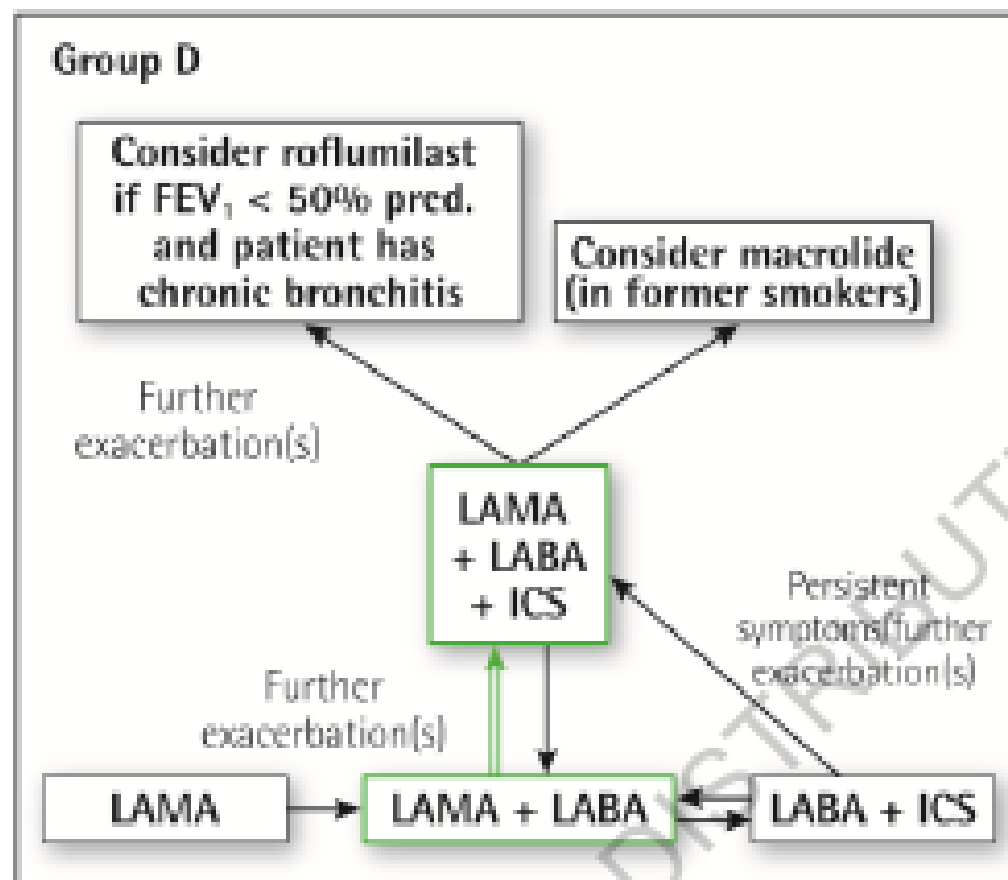 Group D
Consider roflumilast
if FEV₁ < 50% pred.
and patient has
chronic bronchitis
Consider macrolide
(in former smokers)
Further
exacerbation(s)
LAMA
+ LABA
+ ICS
Persistent
symptoms/further
exacerbation(s)
Further
exacerbation(s)
LAMA
LAMA + LABA
LABA + ICS
DISTRIBUT